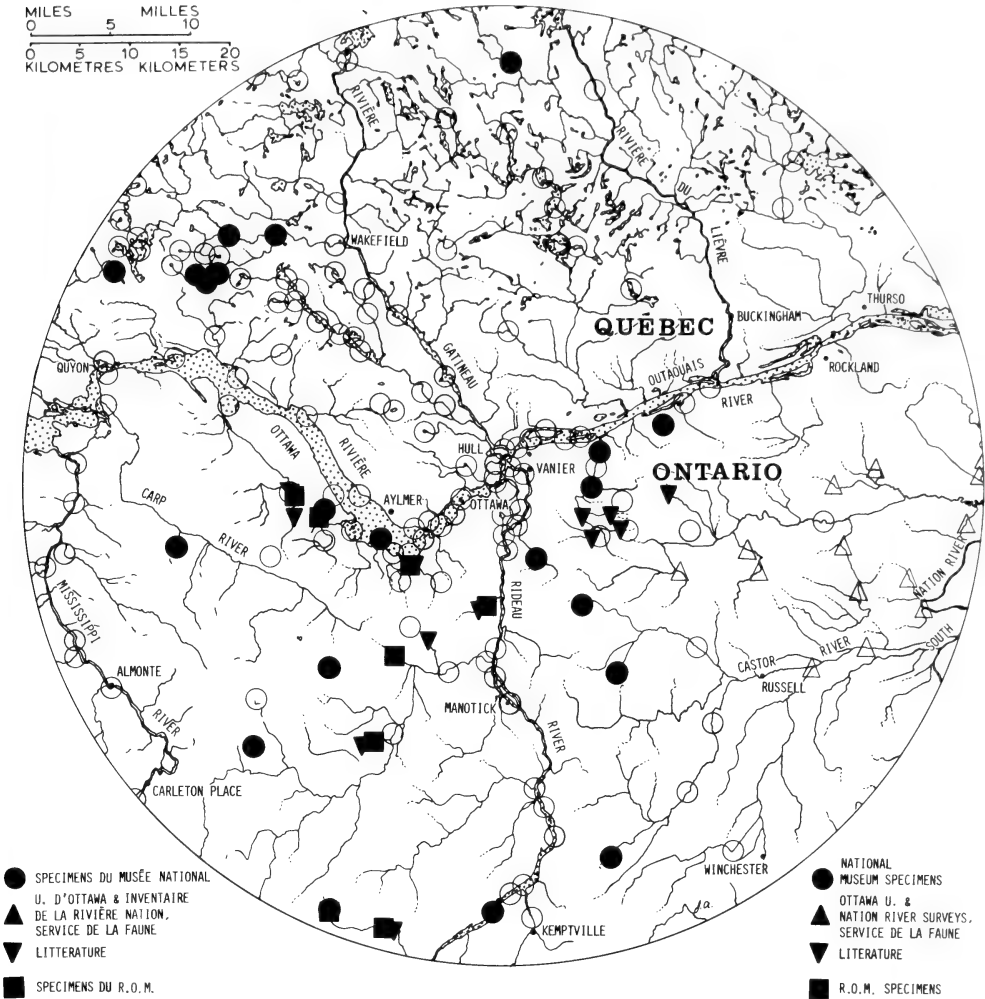 MILES MILLES
0 5 10
0 5 10 15 20
KILOMETRES KILOMETERS
RIVIÈRE
RIVIÈRE
DU
LIÈVRE
WAKEFIELD
GATINEAU
QUÉBEC
BUCKINGHAM
THURSO
QUYON
OUTAOUAIS
RIVER
ROCKLAND
OTTAWA
RIVIÈRE
HULL
VANIER
ONTARIO
CARP
RIVER
AYLMER
OTTAWA
MISSISSIPPI
RIVER
RIDEAU
RIVER
NATION RIVER
SOUTH
CASTOR RIVER
RUSSELL
ALMONTE
MANOTICK
CARLETON PLACE
WINCHESTER
KEMPTVILLE
j.a.
SPECIMENS DU MUSÉE NATIONAL
U. D'OTTAWA & INVENTAIRE
DE LA RIVIÈRE NATION,
SERVICE DE LA FAUNE
LITTERATURE
SPECIMENS DU R.O.M.
NATIONAL
MUSEUM SPECIMENS
OTTAWA U. &
NATION RIVER SURVEYS,
SERVICE DE LA FAUNE
LITERATURE
R.O.M. SPECIMENS